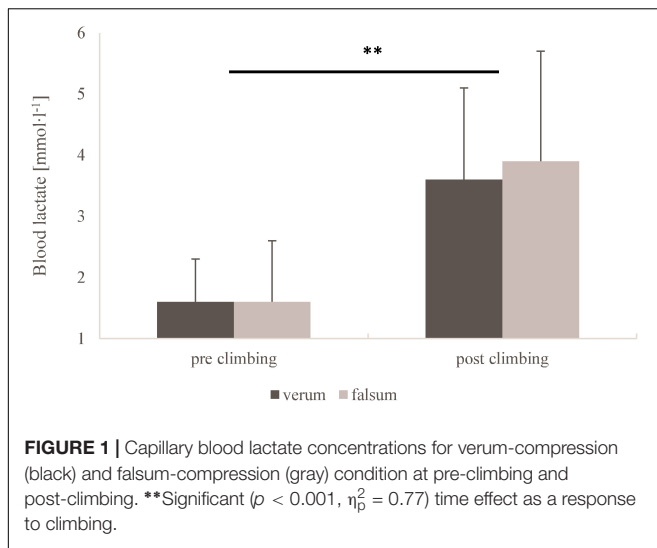 6
**
5
4
3
2
1
Blood lactate [mmol·l⁻¹]
pre climbing post climbing
verum falsum
FIGURE 1 | Capillary blood lactate concentrations for verum-compression
(black) and falsum-compression (gray) condition at pre-climbing and
post-climbing. **Significant (p < 0.001, η²ₚ = 0.77) time effect as a response
to climbing.